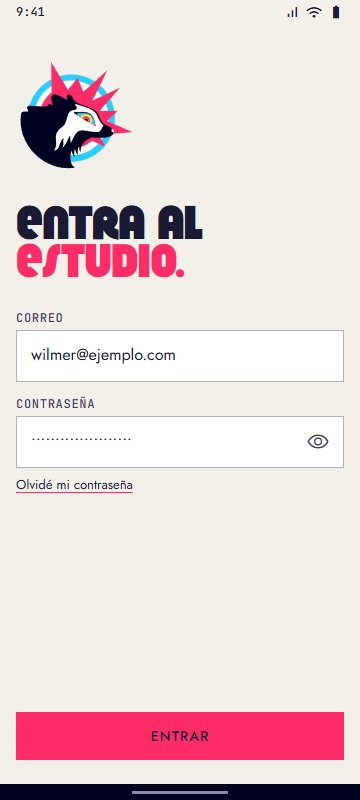 9:41
entra al
estudio.
CORREO
wilmer@ejemplo.com
CONTRASEÑA
Olvidé mi contraseña
ENTRAR